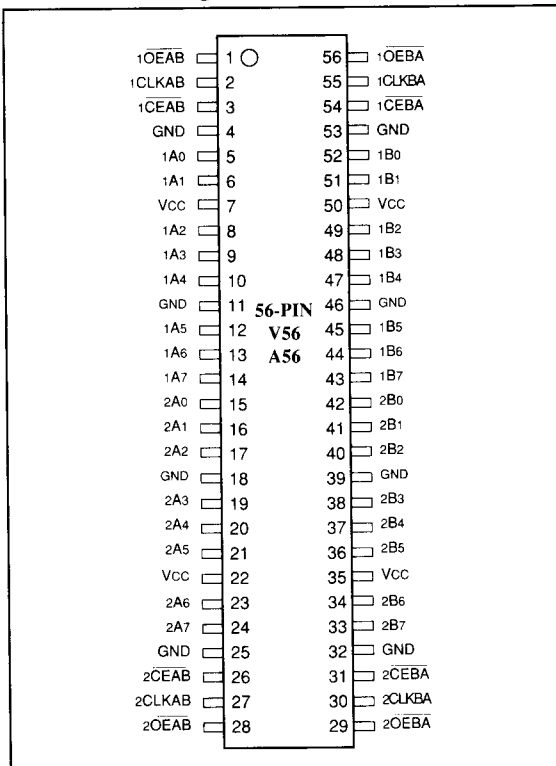 1OEAB 1 56 1OEBA
1CLKAB 2 55 1CLKBA
1CEAB 3 54 1CEBA
GND 4 53 GND
1A0 5 52 1B0
1A1 6 51 1B1
VCC 7 50 VCC
1A2 8 49 1B2
1A3 9 48 1B3
1A4 10 47 1B4
GND 11 56-PIN 46 GND
1A5 12 V56 45 1B5
1A6 13 A56 44 1B6
1A7 14 43 1B7
2A0 15 42 2B0
2A1 16 41 2B1
2A2 17 40 2B2
GND 18 39 GND
2A3 19 38 2B3
2A4 20 37 2B4
2A5 21 36 2B5
VCC 22 35 VCC
2A6 23 34 2B6
2A7 24 33 2B7
GND 25 32 GND
2CEAB 26 31 2CEBA
2CLKAB 27 30 2CLKBA
2OEAB 28 29 2OEBA